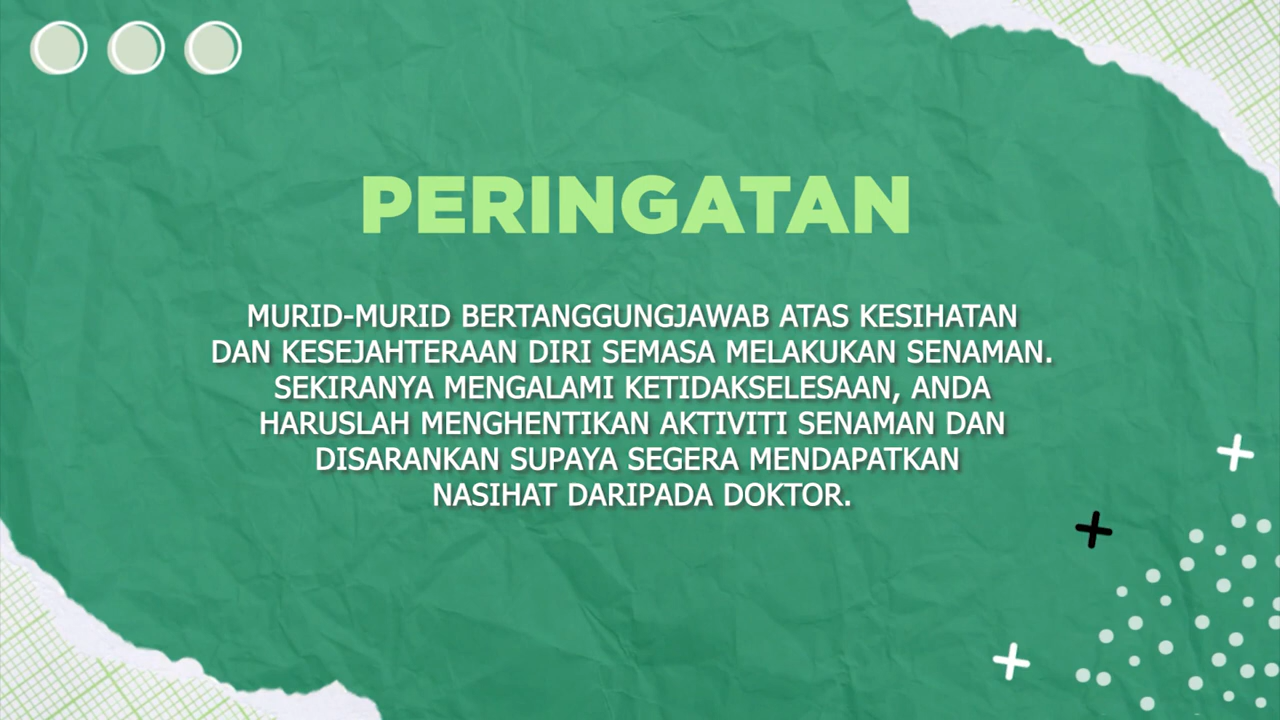 PERINGATAN
MURID-MURID BERTANGGUNGJAWAB ATAS KESIHATAN
DAN KESEJAHTERAAN DIRI SEMASA MELAKUKAN SENAMAN.
SEKIRANYA MENGALAMI KETIDAKSELESAAN, ANDA
HARUSLAH MENGHENTIKAN AKTIVITI SENAMAN DAN
DISARANKAN SUPAYA SEGERA MENDAPATKAN
NASIHAT DARIPADA DOKTOR.